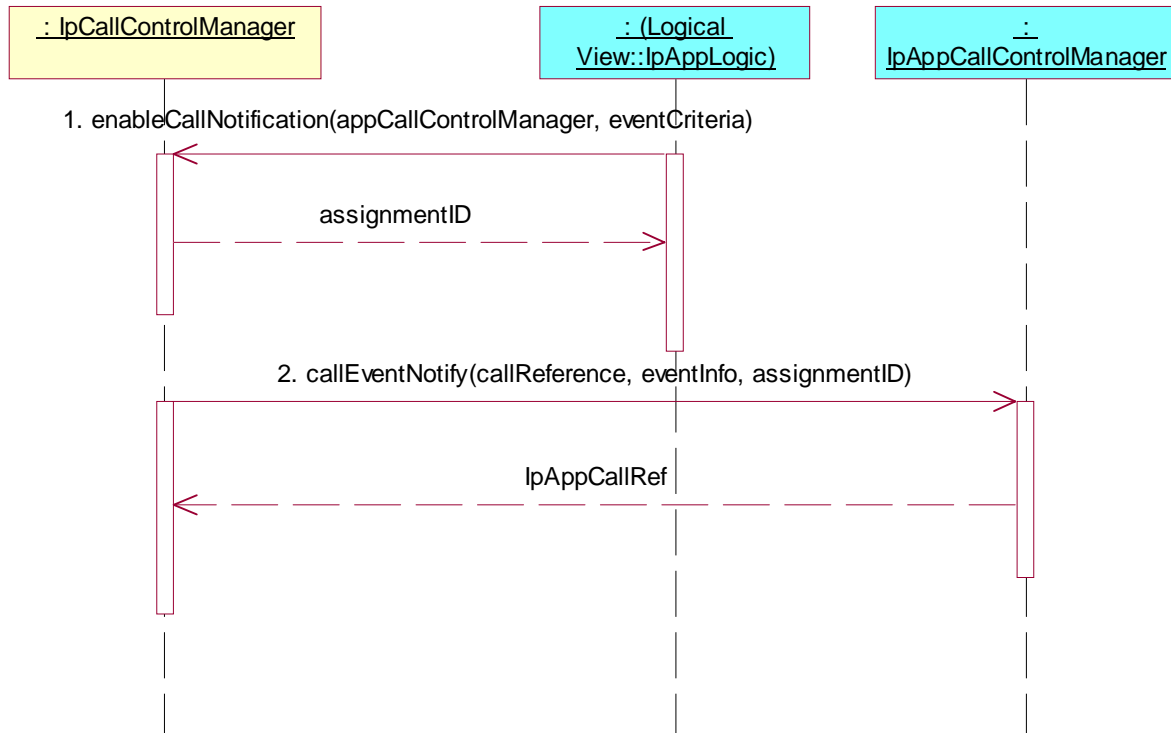 : IpCallControlManager
: (Logical
View::IpAppLogic)
:
IpAppCallControlManager
1. enableCallNotification(appCallControlManager, eventCriteria)
assignmentID
2. callEventNotify(callReference, eventInfo, assignmentID)
IpAppCallRef